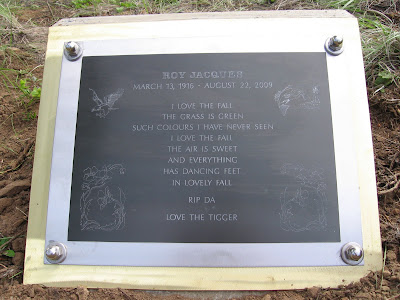 ROY JACQUES
MARCH 13, 1916 - AUGUST 22, 2009
I LOVE THE FALL
THE GRASS IS GREEN
SUCH COLOURS I HAVE NEVER SEEN
I LOVE THE FALL
THE AIR IS SWEET
AND EVERYTHING
HAS DANCING FEET
IN LOVELY FALL
RIP DA
LOVE THE TIGGER